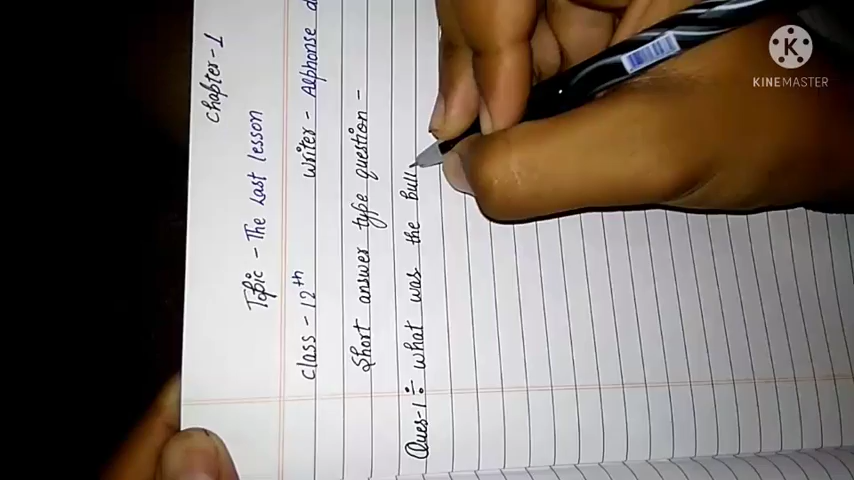 Chapter-1
Topic - The Last lesson
class - 12th writer - Alphonse d
Short answer type question -
Ques-1 ÷ what was the bull
KINEMASTER